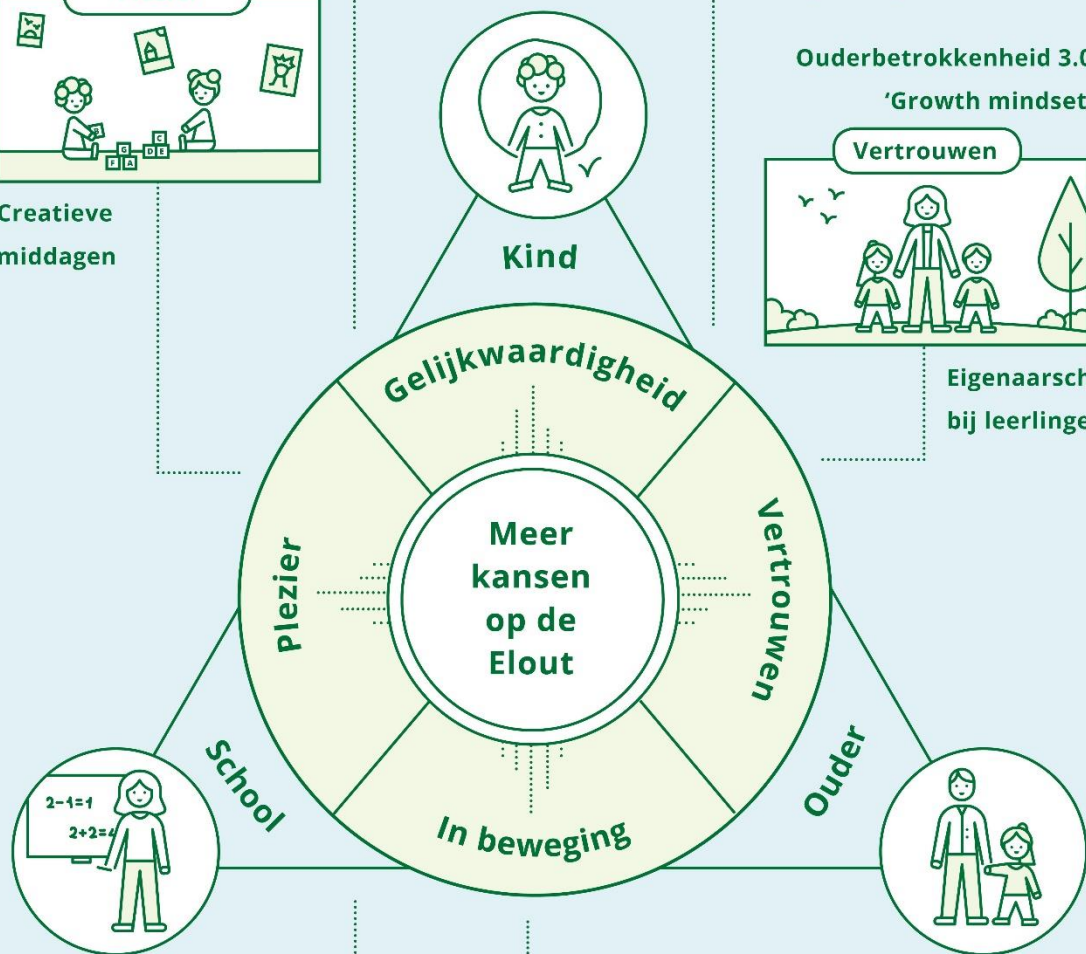 Ouderbetrokkenheid 3.0
‘Growth mindset
Vertrouwen
Creatieve
middagen
Kind
Eigenaarsch
bij leerlinge
Gelijkwaardigheid
Plezier
Vertrouwen
In beweging
Meer
kansen
op de
Elout
School
Ouder
2-1=1
2+2=4
B
C
G
D E
F A